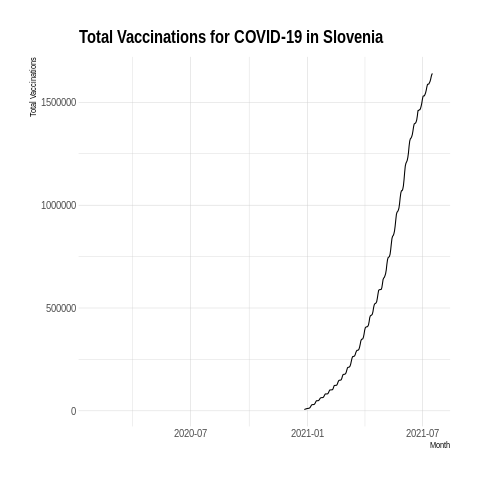 Total Vaccinations for COVID-19 in Slovenia
Total Vaccinations
1500000
1000000
500000
0
2020-07 2021-01 2021-07
Month